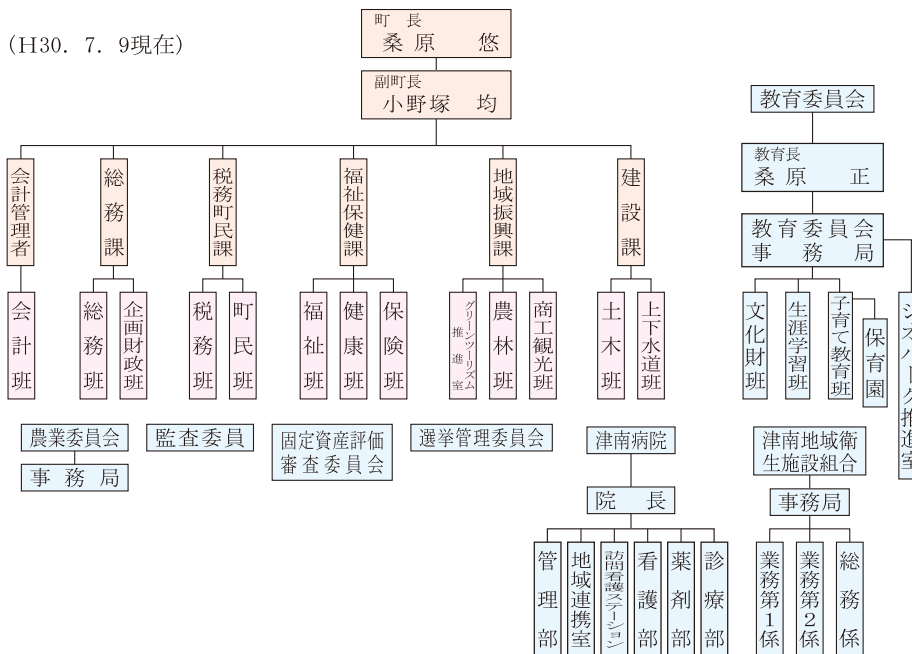 (H30. 7. 9現在)
町 長
桑原 悠
副町長
小野塚 均
会計管理者
総務課
税務町民課
福祉保健課
地域振興課
建設課
会計班
総務班
企画財政班
税務班
町民班
福祉班
健康班
保険班
グリーンツーリズム
推進室
農林班
商工観光班
土木班
上下水道班
教育委員会
教育長
桑原 正
教育委員会
事務局
文化財班
生涯学習班
子育て教育班
保育園
農業委員会
事務局
監査委員
固定資産評価
審査委員会
選挙管理委員会
津南病院
院長
管理部
地域連携室
訪問看護ステーション
看護部
薬剤部
診療部
津南地域衛
生施設組合
事務局
業務第1係
業務第2係
総務係